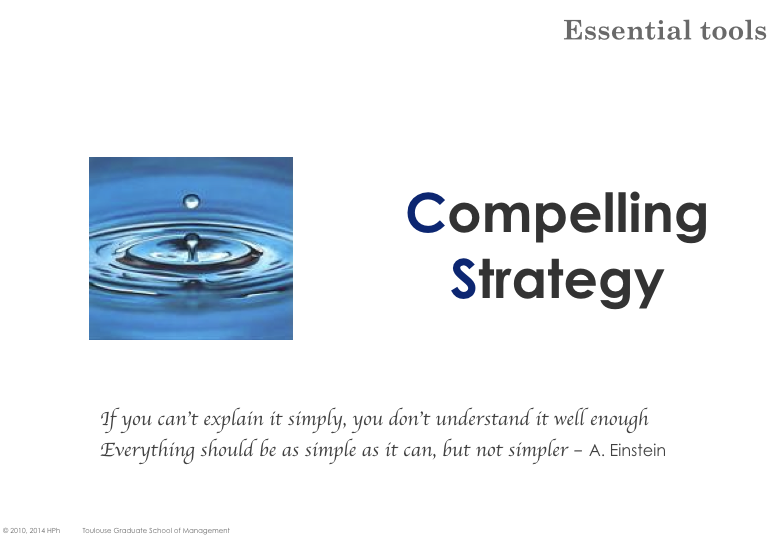 Essential tools
Compelling
Strategy
If you can't explain it simply, you don't understand it well enough
Everything should be as simple as it can, but not simpler – A. Einstein
© 2010, 2014 HPh Toulouse Graduate School of Management